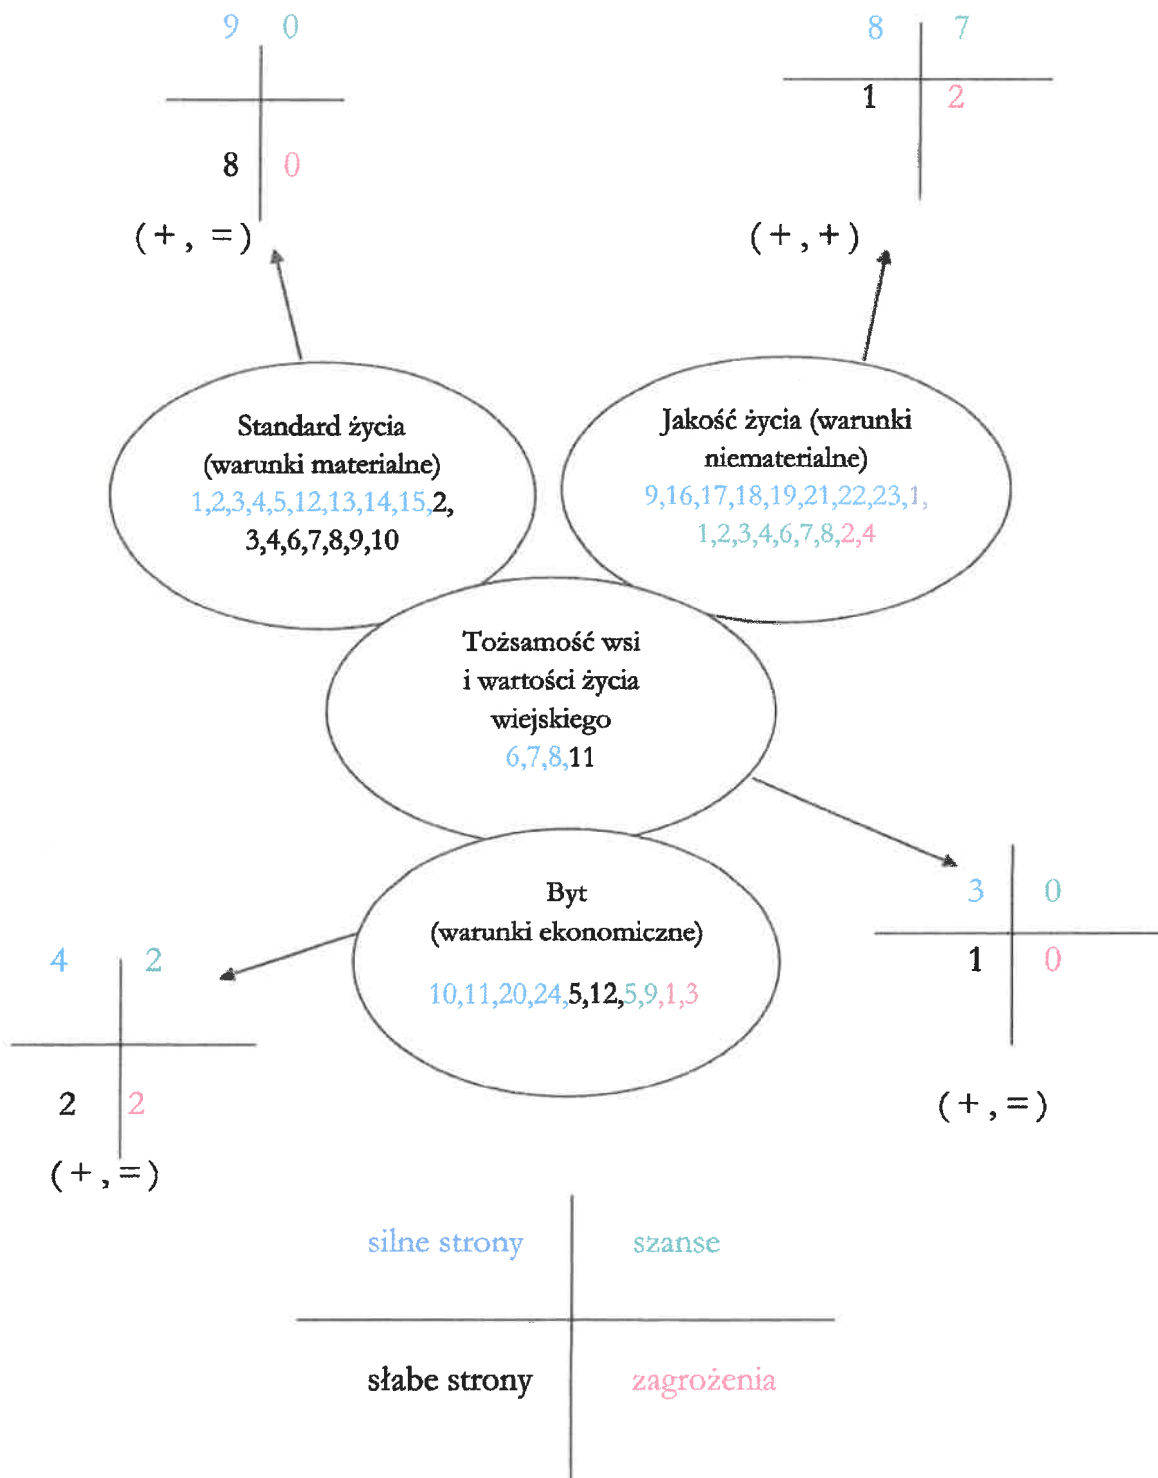 9 0
8 0
(+, =)
8 7
1 2
(+,+)
Standard życia
(warunki materialne)
1,2,3,4,5,12,13,14,15,2,
3,4,6,7,8,9,10
Jakość życia (warunki
niematerialne)
9,16,17,18,19,21,22,23,1,
1,2,3,4,6,7,8,2,4
Tożsamość wsi
i wartości życia
wiejskiego
6,7,8,11
Byt
(warunki ekonomiczne)
10,11,20,24,5,12,5,9,1,3
3 0
1 0
(+,=)
4 2
2 2
(+,=)
silne strony szanse
słabe strony zagrożenia